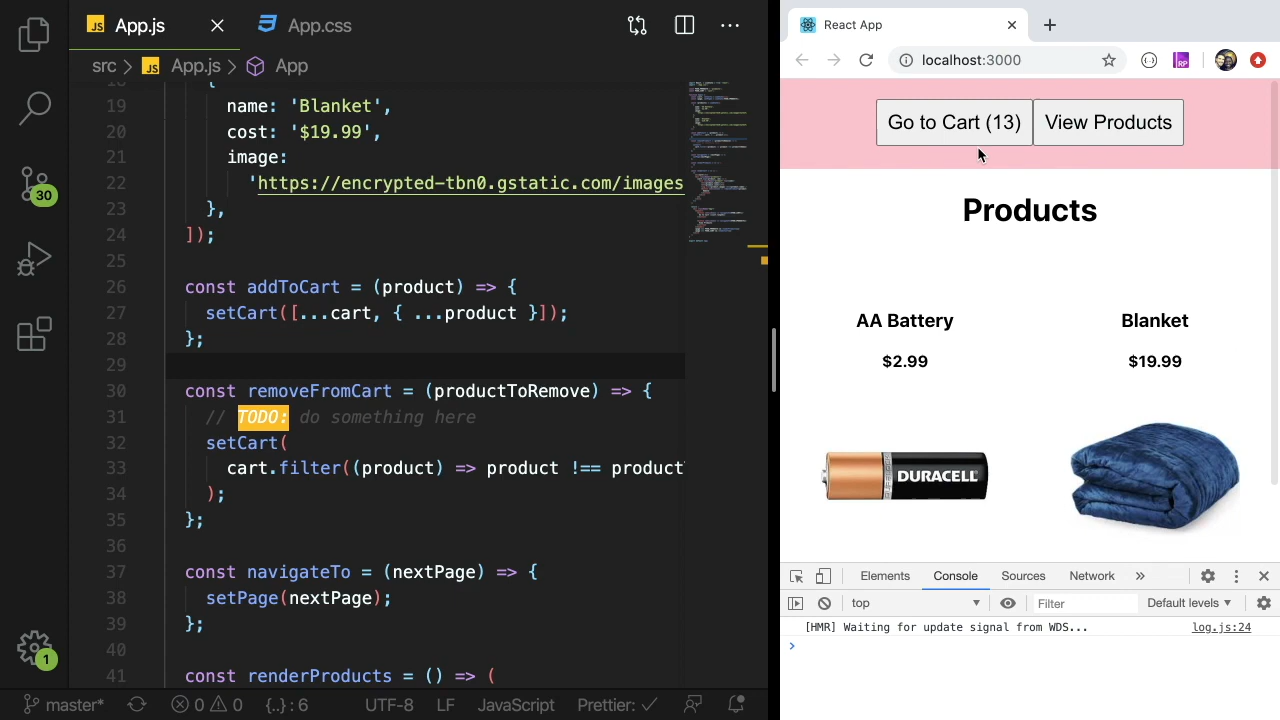 JS App.js
App.css
src > JS App.js > App
18 {
19 name: 'Blanket',
20 cost: '$19.99',
21 image:
22 'https://encrypted-tbn0.gstatic.com/images
23 },
24 ]);
25
26 const addToCart = (product) => {
27 setCart([...cart, { ...product }]);
28 };
29
30 const removeFromCart = (productToRemove) => {
31 // TODO: do something here
32 setCart(
33 cart.filter((product) => product !== product
34 );
35 };
36
37 const navigateTo = (nextPage) => {
38 setPage(nextPage);
39 };
40
41 const renderProducts = () => (
30
1
master*
0 0
{..}: 6
UTF-8
LF
JavaScript
Prettier: ✓
React App
localhost:3000
RP
Go to Cart (13)
View Products
Products
AA Battery
$2.99
DURACELL
Blanket
$19.99
Elements
Console
Sources
Network
»
top
Filter
Default levels ▼
[HMR] Waiting for update signal from WDS...
log.js:24
>